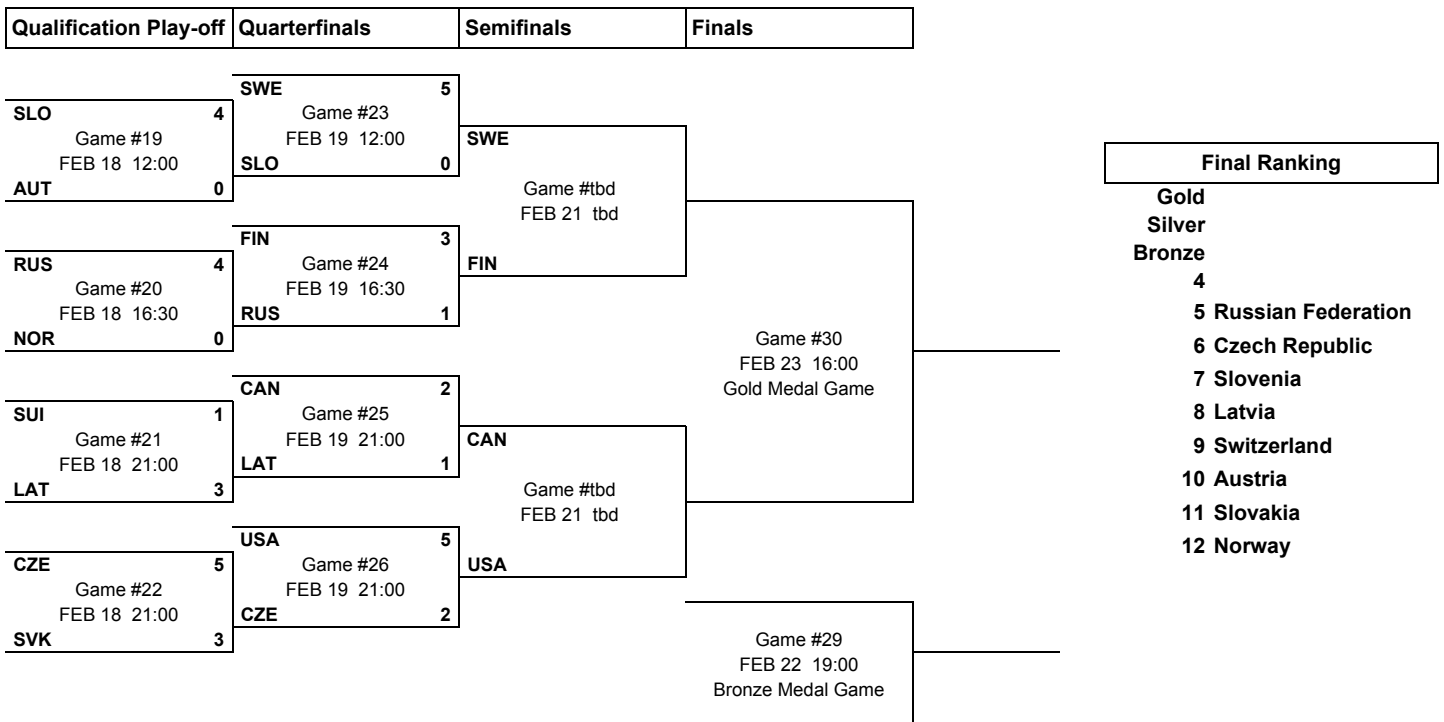 Qualification Play-off Quarterfinals Semifinals Finals
SLO 4
Game #19
FEB 18 12:00
AUT 0
RUS 4
Game #20
FEB 18 16:30
NOR 0
SUI 1
Game #21
FEB 18 21:00
LAT 3
CZE 5
Game #22
FEB 18 21:00
SVK 3
SWE 5
Game #23
FEB 19 12:00
SLO 0
FIN 3
Game #24
FEB 19 16:30
RUS 1
CAN 2
Game #25
FEB 19 21:00
LAT 1
USA 5
Game #26
FEB 19 21:00
CZE 2
SWE
Game #tbd
FEB 21 tbd
FIN
CAN
Game #tbd
FEB 21 tbd
USA
Game #30
FEB 23 16:00
Gold Medal Game
Game #29
FEB 22 19:00
Bronze Medal Game
Final Ranking
Gold
Silver
Bronze
4
5 Russian Federation
6 Czech Republic
7 Slovenia
8 Latvia
9 Switzerland
10 Austria
11 Slovakia
12 Norway